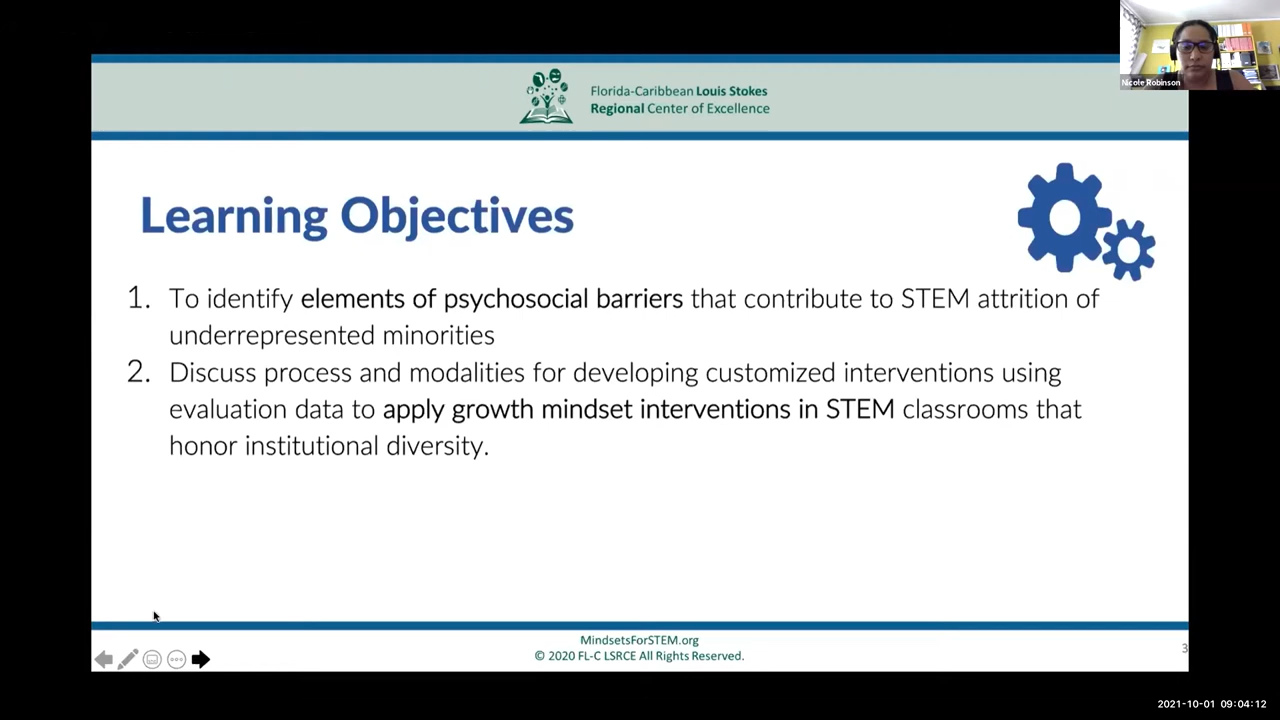 Florida-Caribbean Louis Stokes
Regional Center of Excellence
Nicole Robinson
Learning Objectives
1. To identify elements of psychosocial barriers that contribute to STEM attrition of
underrepresented minorities
2. Discuss process and modalities for developing customized interventions using
evaluation data to apply growth mindset interventions in STEM classrooms that
honor institutional diversity.
MindsetsForSTEM.org
© 2020 FL-C LSRCE All Rights Reserved.
3
2021-10-01 09:04:12